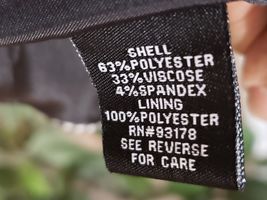 SHELL
63%POLYESTER
33%VISCOSE
4%SPANDEX
LINING
100%POLYESTER
RN#93178
SEE REVERSE
FOR CARE